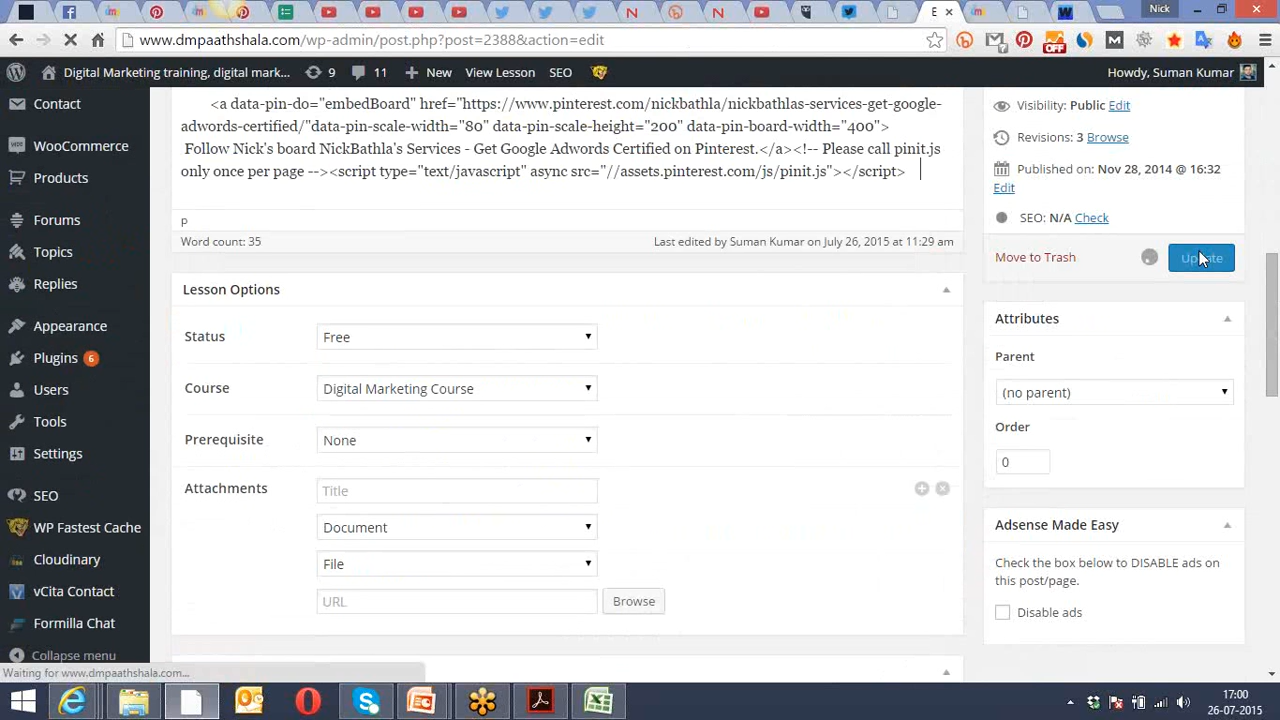 E
Nick
www.dmpaathshala.com/wp-admin/post.php?post=2388&action=edit
OFF
Digital Marketing training, digital mark...
9
11
New
View Lesson
SEO
Howdy, Suman Kumar
Contact
WooCommerce
Products
Forums
Topics
Replies
Appearance
Plugins 6
Users
Tools
Settings
SEO
WP Fastest Cache
Cloudinary
vCita Contact
Formilla Chat
Collapse menu
<a data-pin-do="embedBoard" href="https://www.pinterest.com/nickbathla/nickbathlas-services-get-google-
adwords-certified/"data-pin-scale-width="80" data-pin-scale-height="200" data-pin-board-width="400">
Follow Nick's board NickBathla's Services - Get Google Adwords Certified on Pinterest.</a><!-- Please call pinit.js
only once per page --><script type="text/javascript" async src="//assets.pinterest.com/js/pinit.js"></script>
p
Word count: 35
Last edited by Suman Kumar on July 26, 2015 at 11:29 am
Lesson Options
Status
Free
Course
Digital Marketing Course
Prerequisite
None
Attachments
Title
Document
File
URL
Browse
Visibility: Public Edit
Revisions: 3 Browse
Published on: Nov 28, 2014 @ 16:32
Edit
SEO: N/A Check
Move to Trash
Update
Attributes
Parent
(no parent)
Order
0
Adsense Made Easy
Check the box below to DISABLE ads on
this post/page.
Disable ads
Waiting for www.dmpaathshala.com...
17:00
26-07-2015